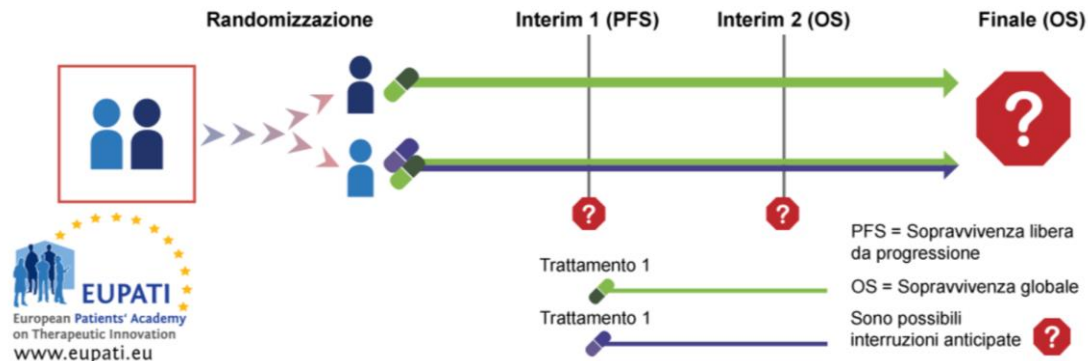 Randomizzazione
Interim 1 (PFS)
Interim 2 (OS)
Finale (OS)
?
?
?
PFS = Sopravvivenza libera
da progressione
Trattamento 1
OS = Sopravvivenza globale
Trattamento 1
Sono possibili
interruzioni anticipate
?
EUPATI
European Patients' Academy
on Therapeutic Innovation
www.eupati.eu